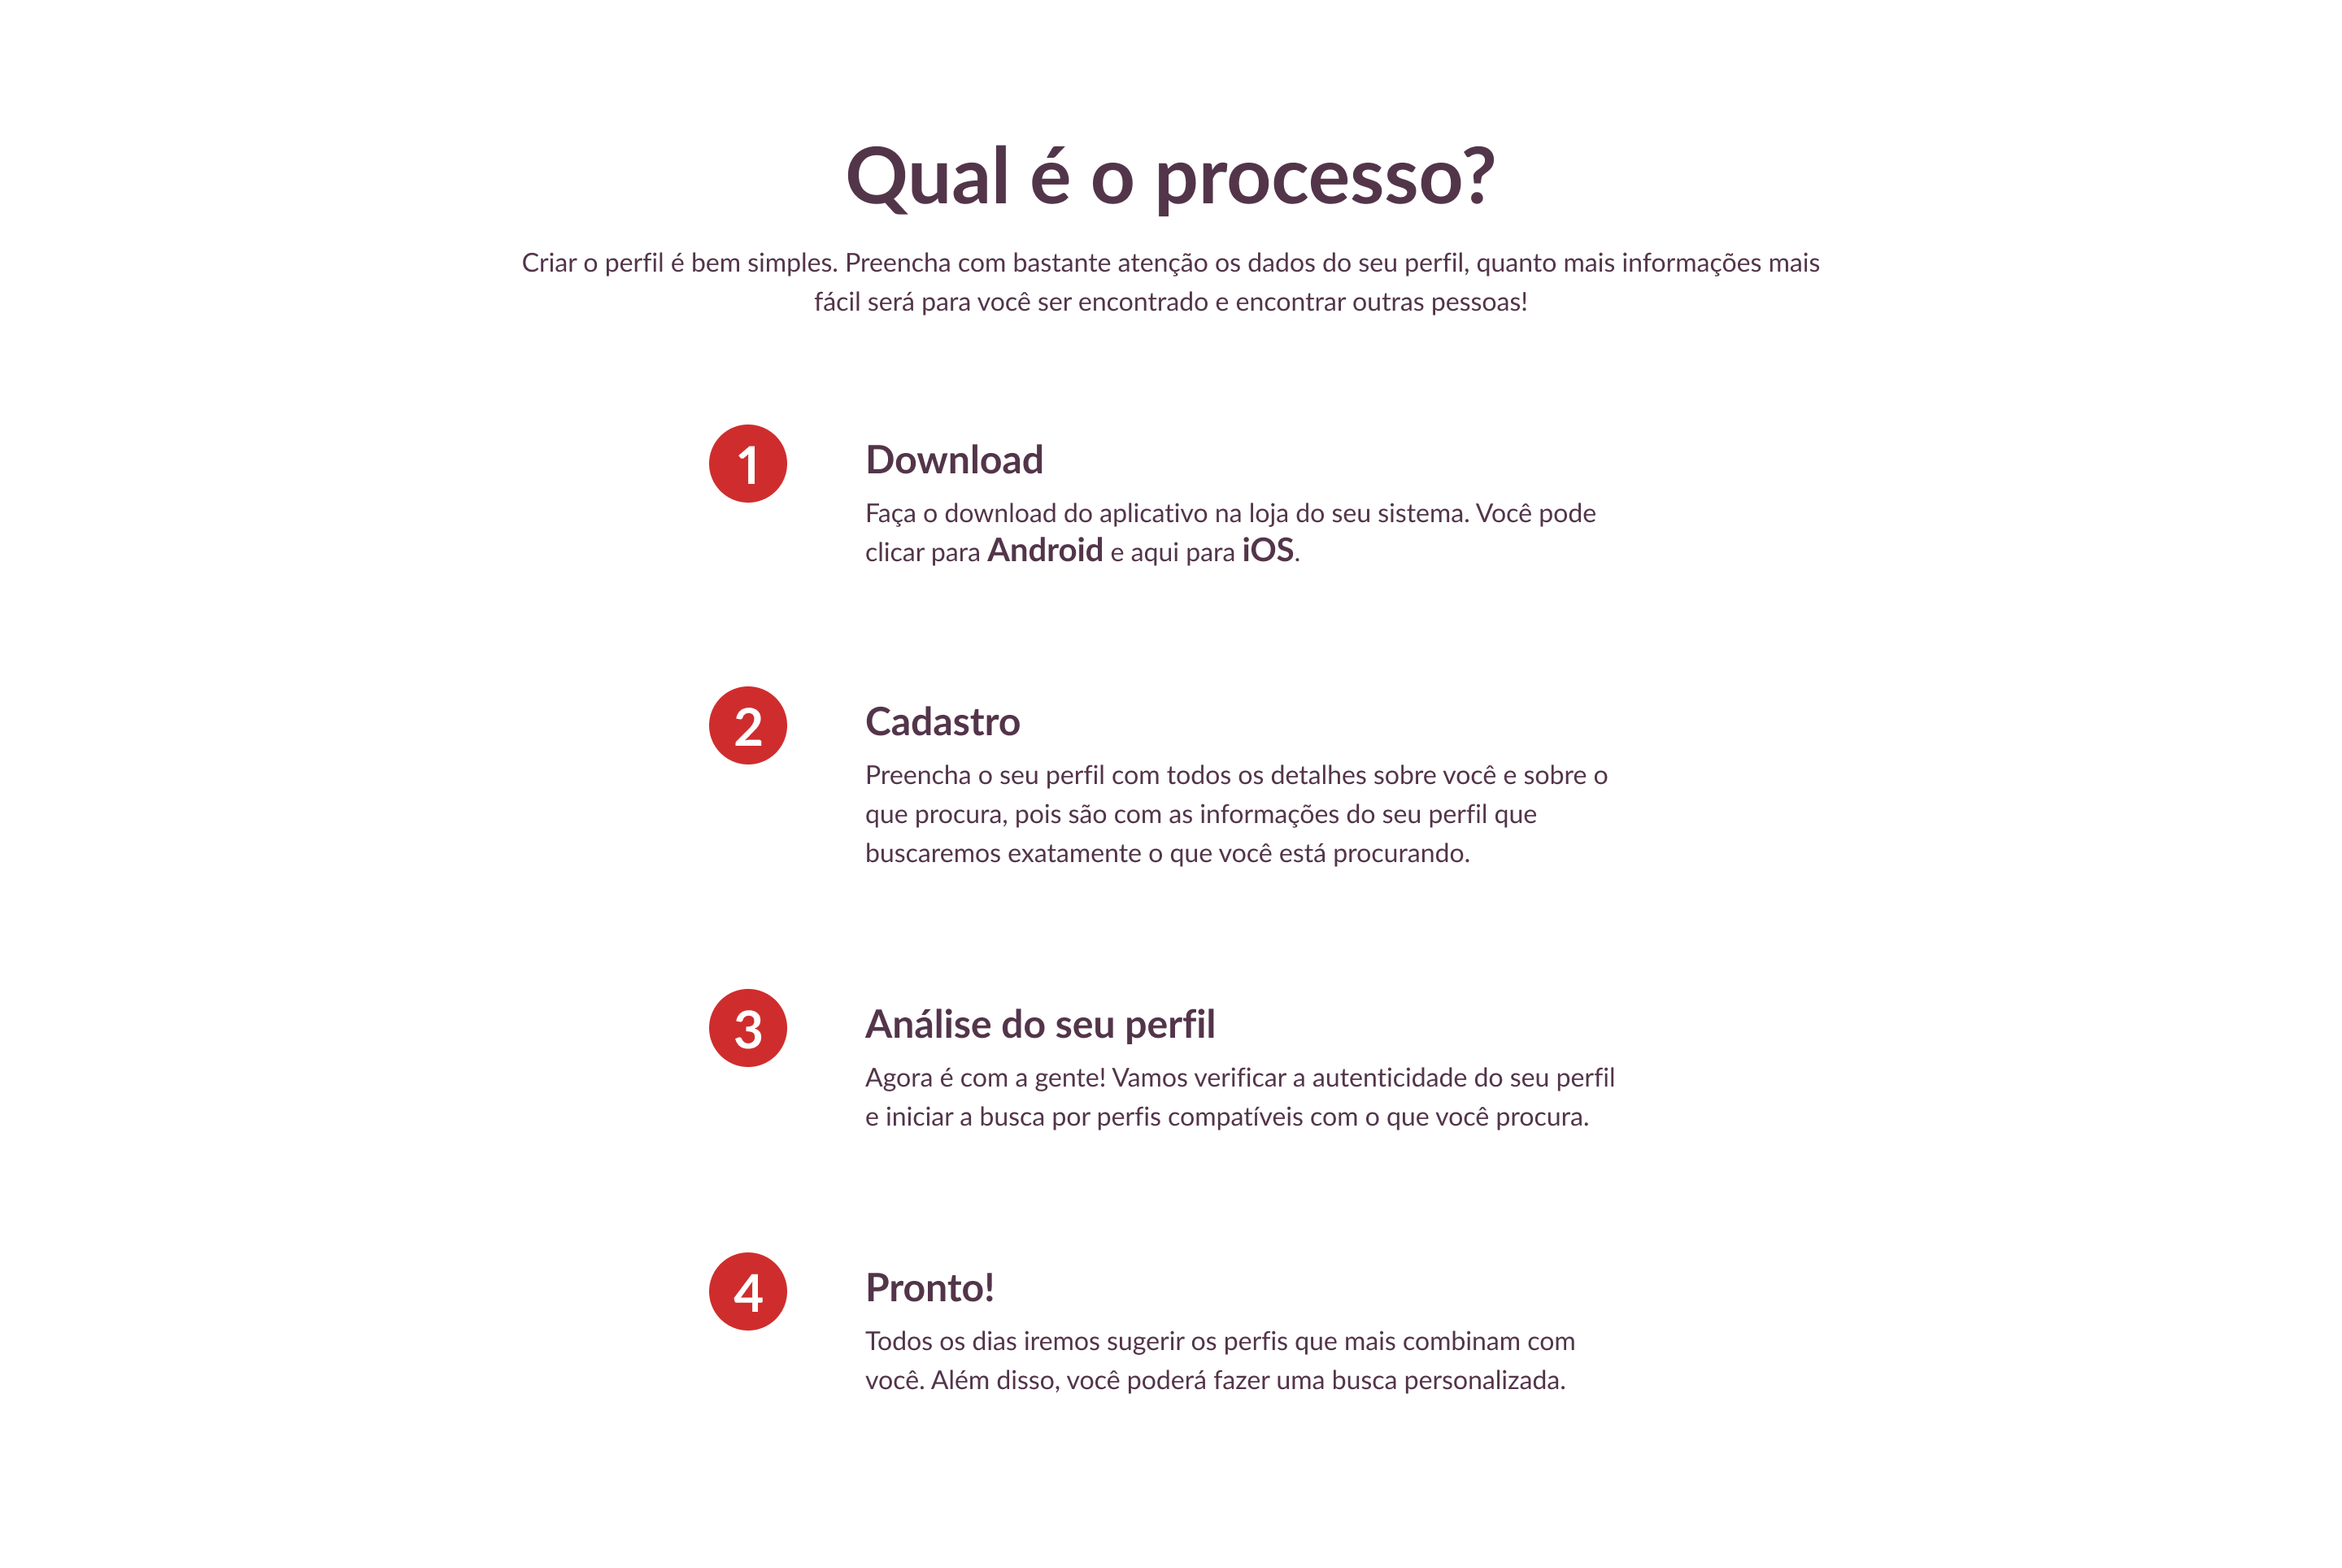 Qual é o processo?
Criar o perfil é bem simples. Preencha com bastante atenção os dados do seu perfil, quanto mais informações mais
fácil será para você ser encontrado e encontrar outras pessoas!
1
Download
Faça o download do aplicativo na loja do seu sistema. Você pode
clicar para Android e aqui para iOS.
2
Cadastro
Preencha o seu perfil com todos os detalhes sobre você e sobre o
que procura, pois são com as informações do seu perfil que
buscaremos exatamente o que você está procurando.
3
Análise do seu perfil
Agora é com a gente! Vamos verificar a autenticidade do seu perfil
e iniciar a busca por perfis compatíveis com o que você procura.
4
Pronto!
Todos os dias iremos sugerir os perfis que mais combinam com
você. Além disso, você poderá fazer uma busca personalizada.